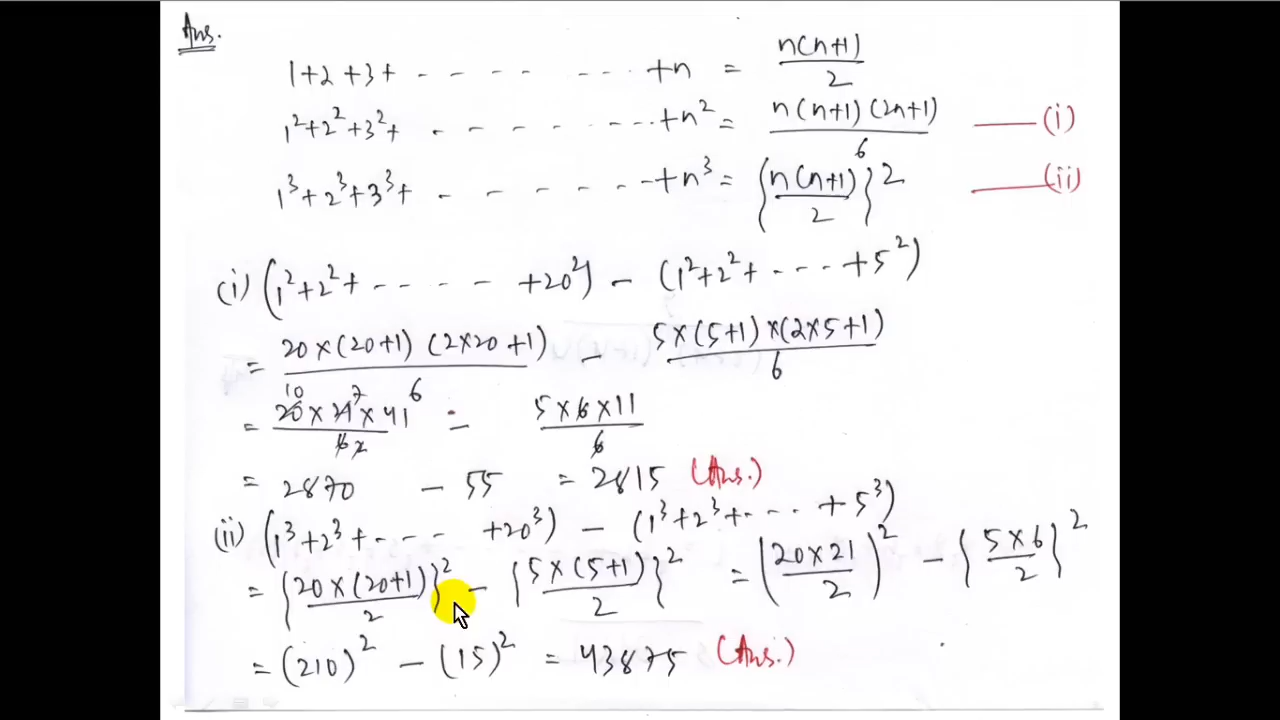 Ans.
1+2+3+ - - - - - - - ... +n = n(n+1)/2
1²+2²+3²+ . - - - - - - ... +n² = n(n+1)(2n+1)/6 —— (i)
1³+2³+3³+ . - - - - - - - +n³ = {n(n+1)/2}² —— (ii)
(i) (1²+2²+ - - - - - +20²) - (1²+2²+ - - - . +5²)
= 20×(20+1)(2×20+1)/6 - 5×(5+1)×(2×5+1)/6
= 20×21×41/6 - 5×6×11/6
= 2870 - 55 = 2815 (Ans.)
(ii) (1³+2³+ - - - - +20³) - (1³+2³+ - . . . +5³)
= {20×(20+1)/2}² - {5×(5+1)/2}² = (20×21/2)² - {5×6/2}²
= (210)² - (15)² = 43875 (Ans.)